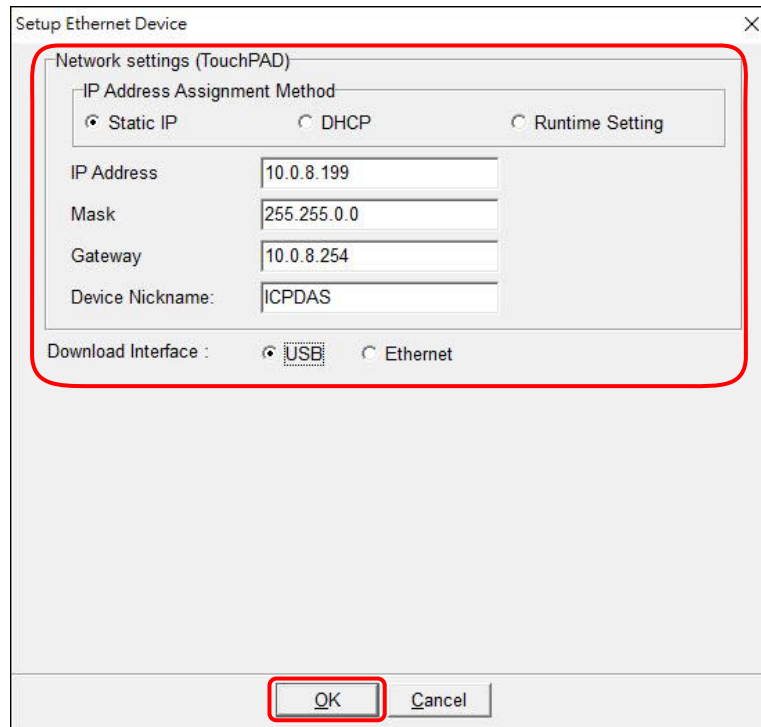 Setup Ethernet Device
Network settings (TouchPAD)
IP Address Assignment Method
Static IP DHCP Runtime Setting
IP Address 10.0.8.199
Mask 255.255.0.0
Gateway 10.0.8.254
Device Nickname: ICPDAS
Download Interface : USB Ethernet
OK Cancel